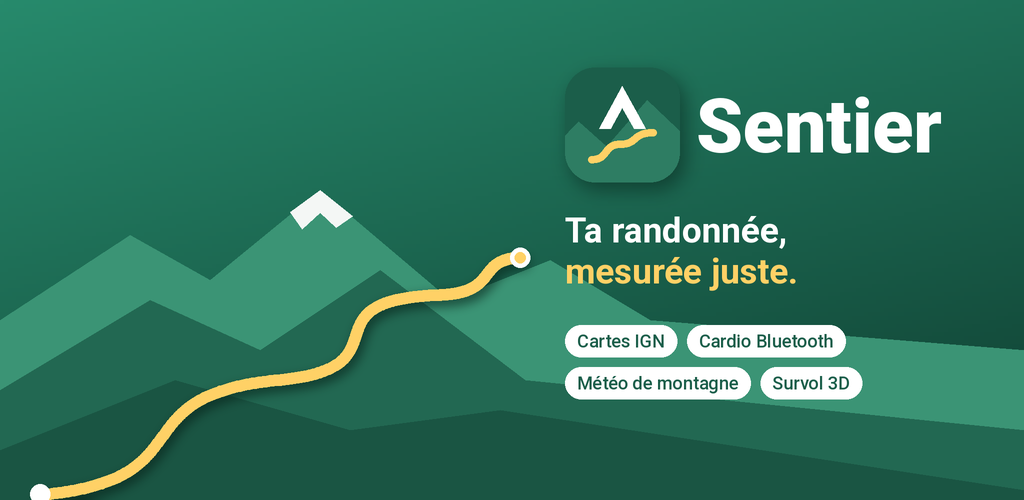 Sentier
Ta randonnée,
mesurée juste.
Cartes IGN
Cardio Bluetooth
Météo de montagne
Survol 3D